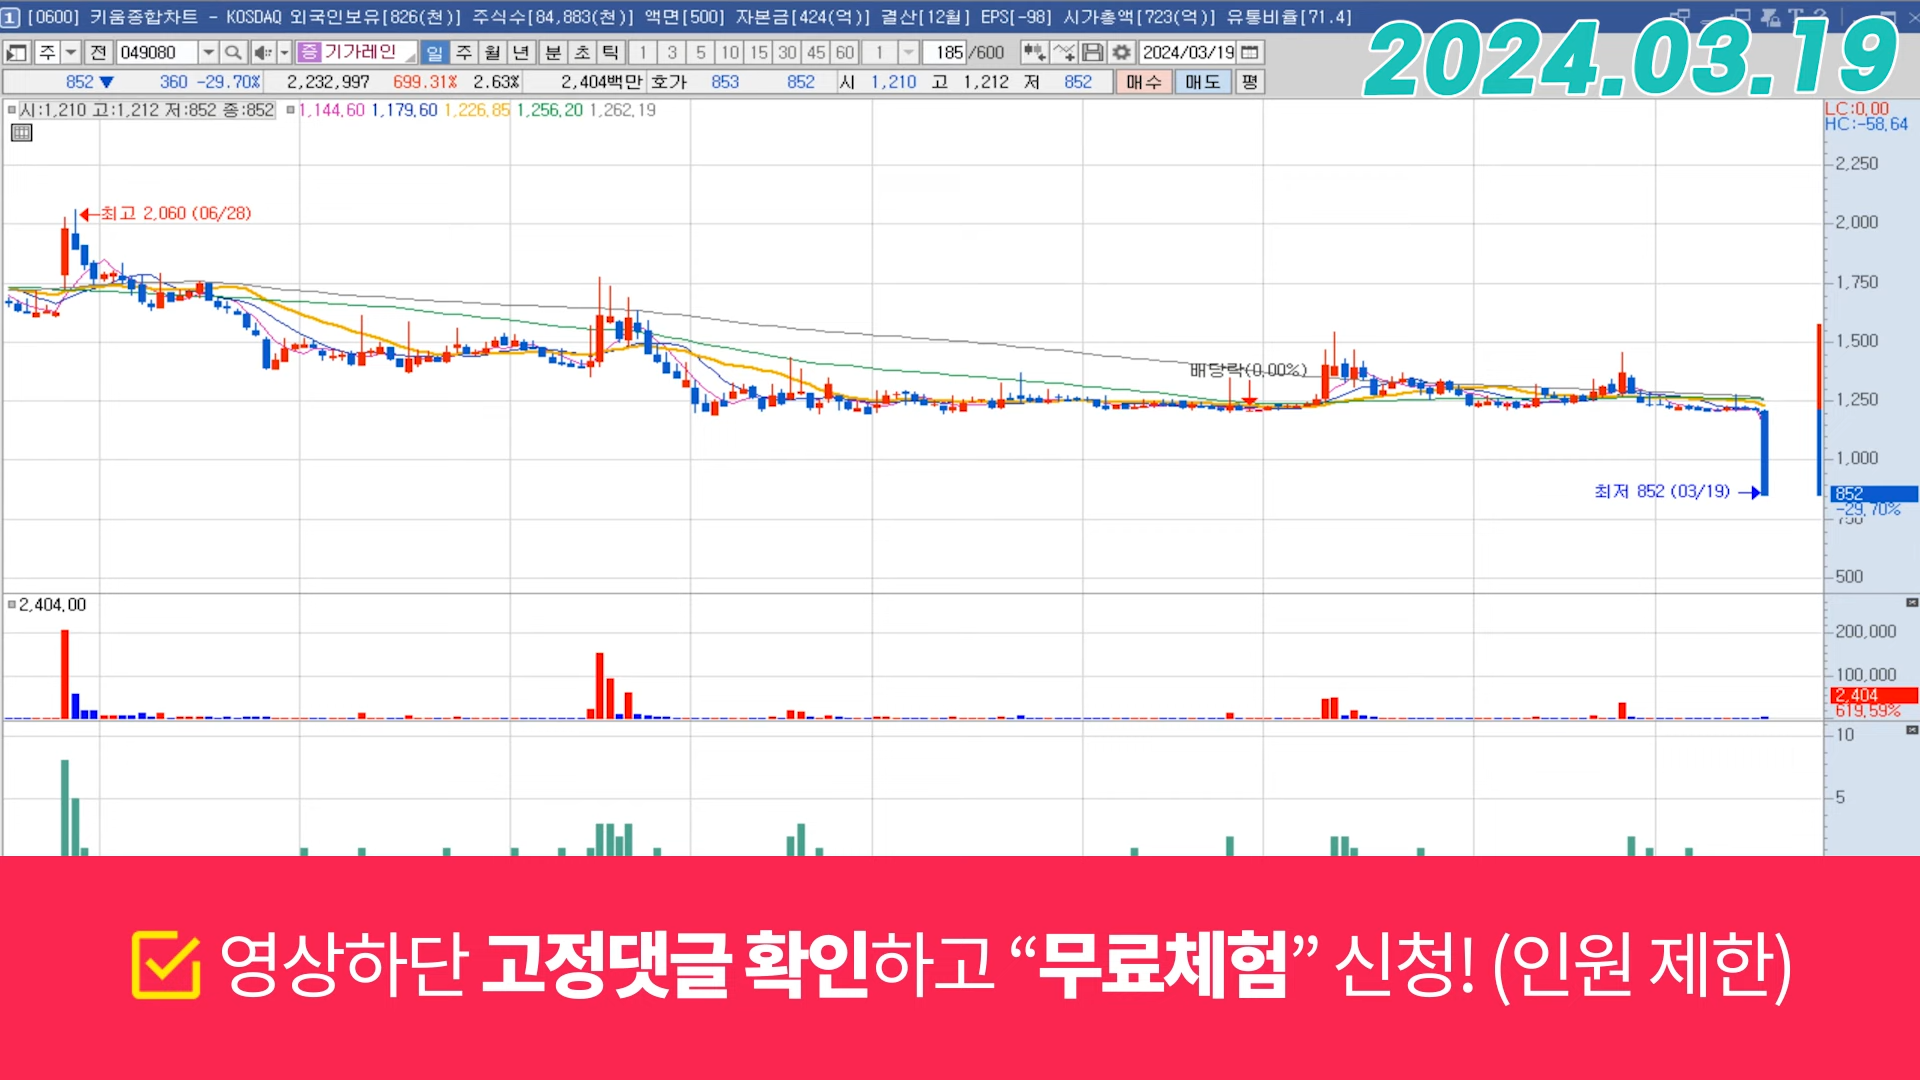 1 [0600] 키움종합차트 - KOSDAQ 외국인보유[826(천)] 주식수[84,883(천)] 액면[500] 자본금[424(억)] 결산[12월] EPS[-98] 시가총액[723(억)] 유통비율[71.4]
2024.03.19
주 전 049080 증 기가레인 일 주 월 년 분 초 틱 1 3 5 10 15 30 45 60 1 185 /600 2024/03/19
852 ▼ 360 -29.70% 2,232,997 699.31% 2.63% 2,404백만 호가 853 852 시 1,210 고 1,212 저 852 매수 매도 평
시:1,210 고:1,212 저:852 종:852 1,144.60 1,179.60 1,226.85 1,256.20 1,262.19
LC:0.00
HC:-58.64
2,250
최고 2,060 (06/28)
2,000
1,750
1,500
배당락(0.00%)
1,250
1,000
최저 852 (03/19)
852
-29.70%
750
500
2,404.00
200,000
100,000
2,404
619.59%
10
5
영상하단 고정댓글 확인하고 “무료체험” 신청! (인원 제한)